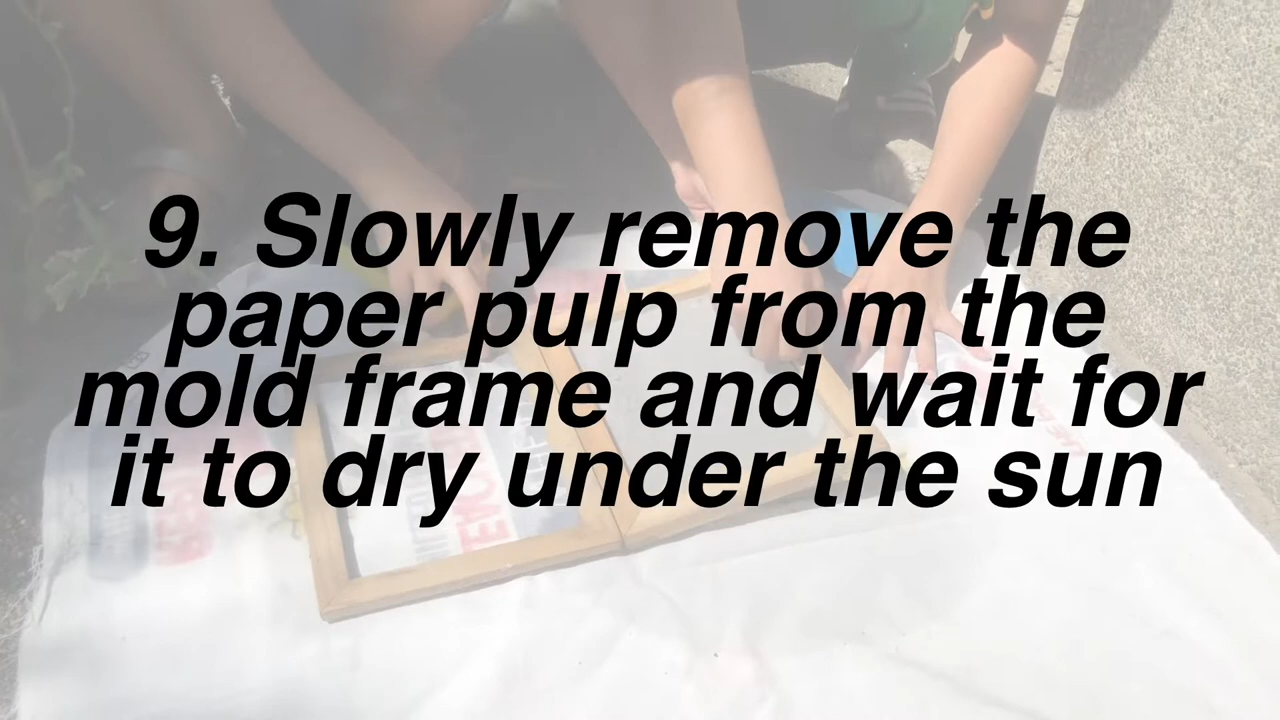 9. Slowly remove the
paper pulp from the
mold frame and wait for
it to dry under the sun